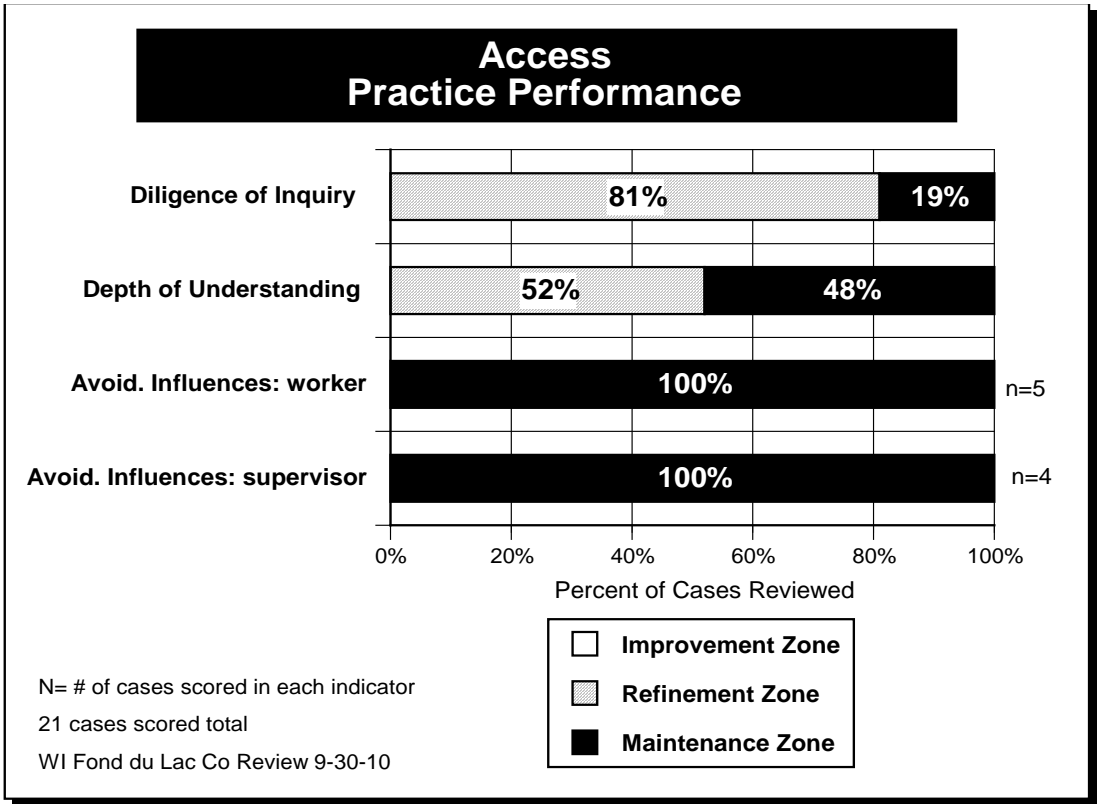 Access
Practice Performance
Diligence of Inquiry
81%
19%
Depth of Understanding
52%
48%
Avoid. Influences: worker
100%
n=5
Avoid. Influences: supervisor
100%
n=4
0%
20%
40%
60%
80%
100%
Percent of Cases Reviewed
Improvement Zone
Refinement Zone
Maintenance Zone
N= # of cases scored in each indicator
21 cases scored total
WI Fond du Lac Co Review 9-30-10